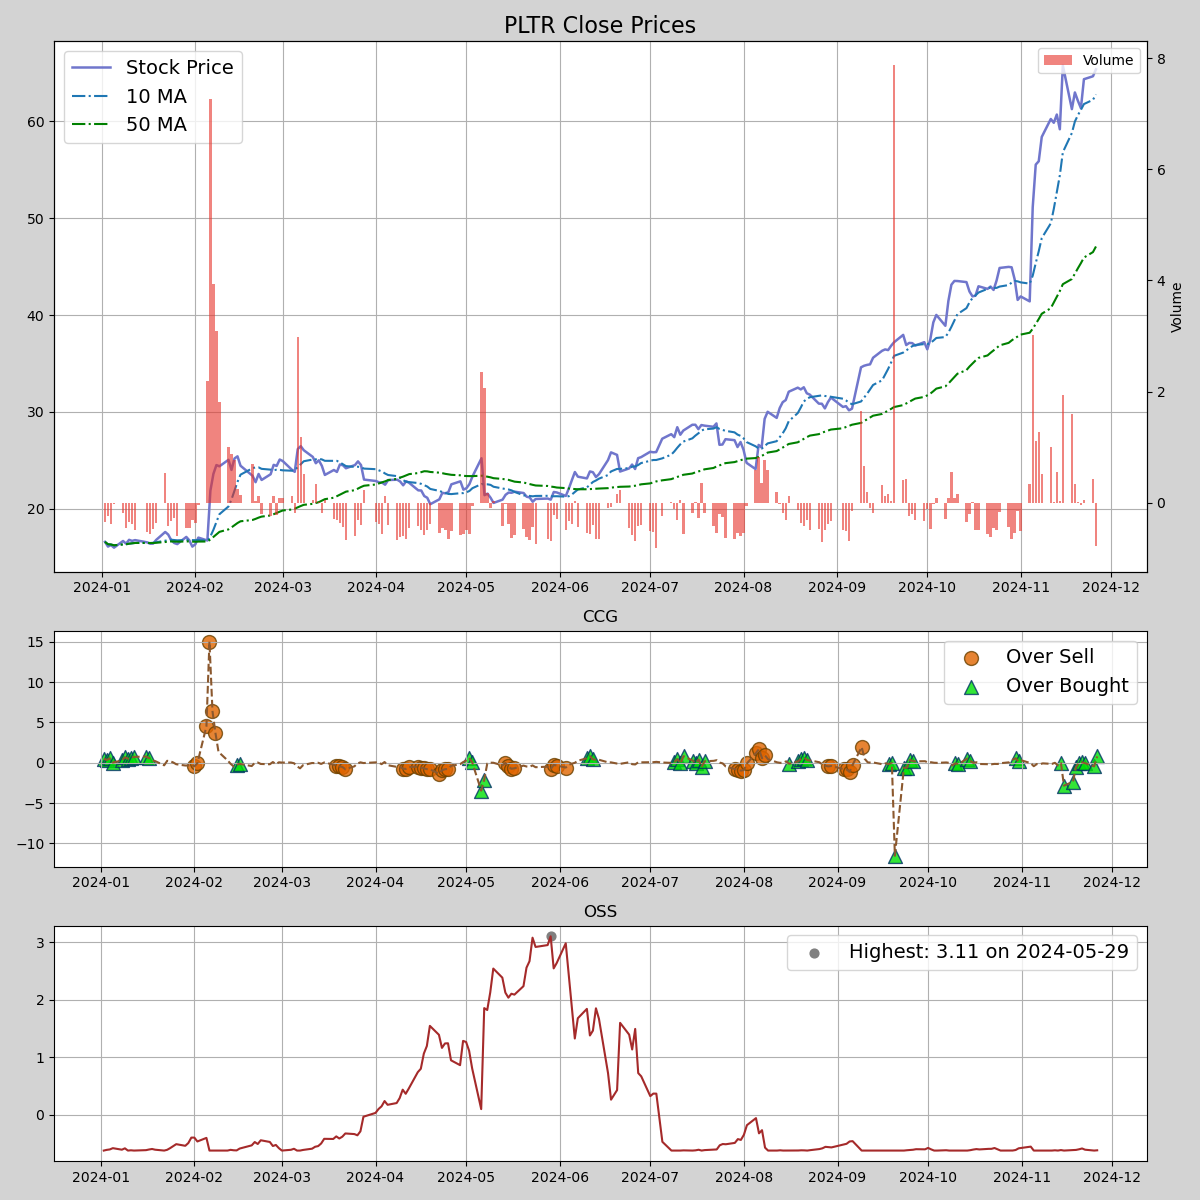 PLTR Close Prices
Stock Price
10 MA
50 MA
Volume
60
50
40
30
20
8
6
4
2
0
Volume
2024-01 2024-02 2024-03 2024-04 2024-05 2024-06 2024-07 2024-08 2024-09 2024-10 2024-11 2024-12
CCG
Over Sell
Over Bought
15
10
5
0
−5
−10
2024-01 2024-02 2024-03 2024-04 2024-05 2024-06 2024-07 2024-08 2024-09 2024-10 2024-11 2024-12
OSS
Highest: 3.11 on 2024-05-29
3
2
1
0
2024-01 2024-02 2024-03 2024-04 2024-05 2024-06 2024-07 2024-08 2024-09 2024-10 2024-11 2024-12